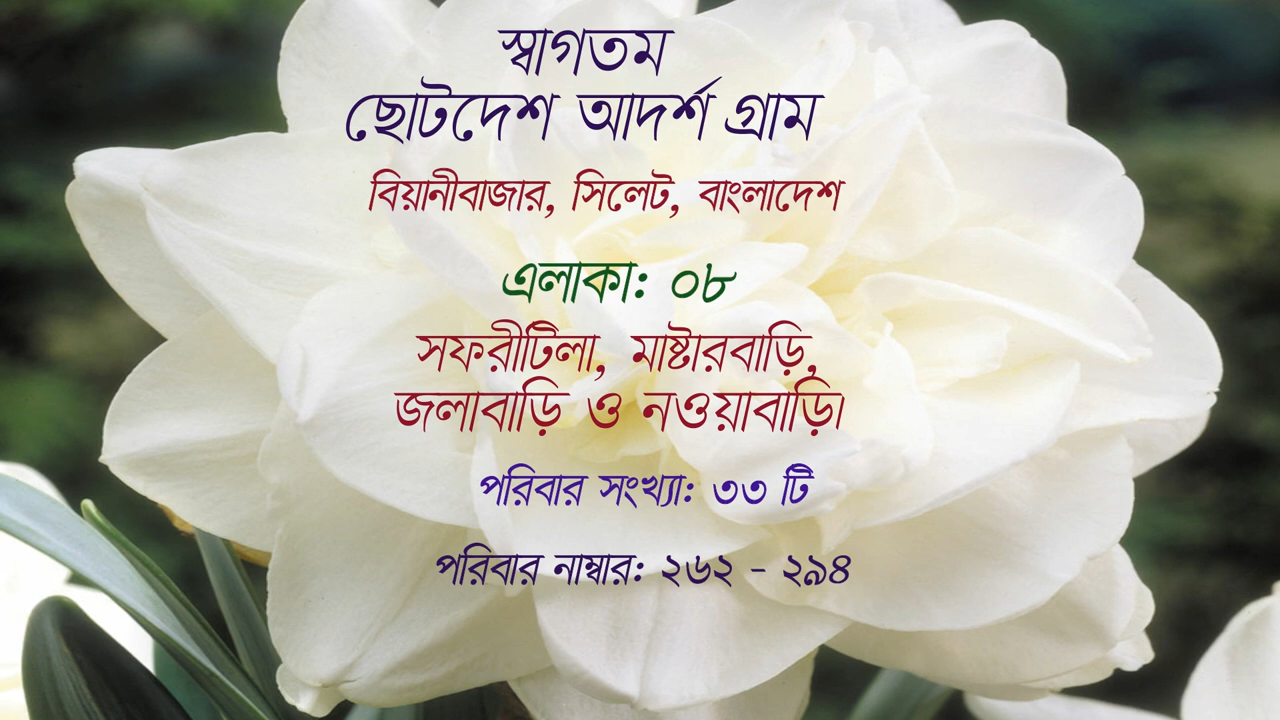 স্বাগতম
ছোটদেশ আদর্শ গ্রাম
বিয়ানীবাজার, সিলেট, বাংলাদেশ
এলাকা: ০৮
সফরীটিলা, মাষ্টারবাড়ি,
জলাবাড়ি ও নওয়াবাড়ি।
পরিবার সংখ্যা: ৩৩ টি
পরিবার নাম্বার: ২৬২ - ২৯৪